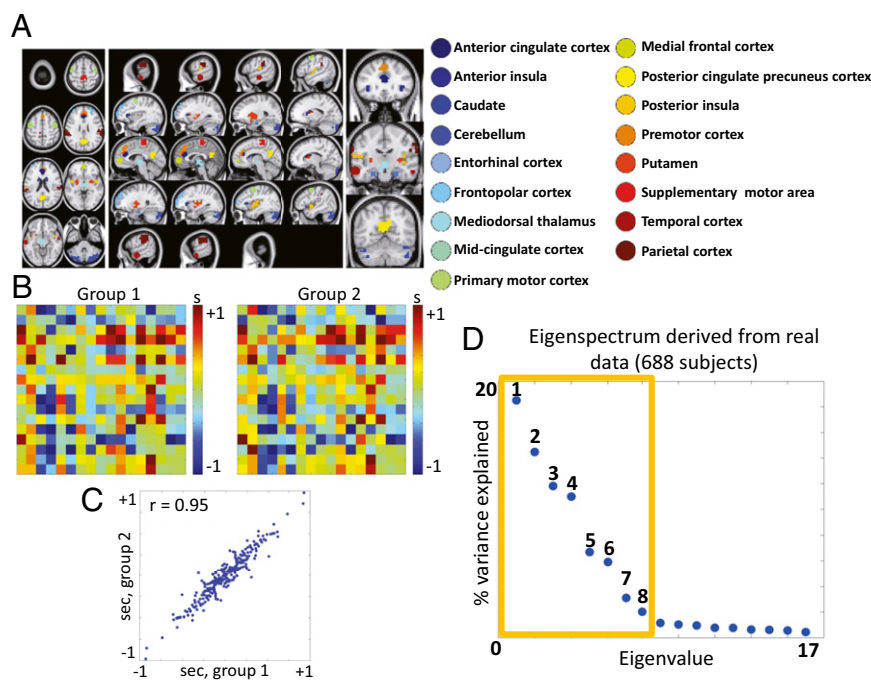 A
Anterior cingulate cortex
Anterior insula
Caudate
Cerebellum
Entorhinal cortex
Frontopolar cortex
Mediodorsal thalamus
Mid-cingulate cortex
Primary motor cortex
Medial frontal cortex
Posterior cingulate precuneus cortex
Posterior insula
Premotor cortex
Putamen
Supplementary motor area
Temporal cortex
Parietal cortex
B
Group 1
s
+1
-1
Group 2
s
+1
-1
C
+1
r = 0.95
sec, group 2
-1
-1
sec, group 1
+1
D
Eigenspectrum derived from real
data (688 subjects)
20
% variance explained
1
2
3
4
5
6
7
8
0
Eigenvalue
17